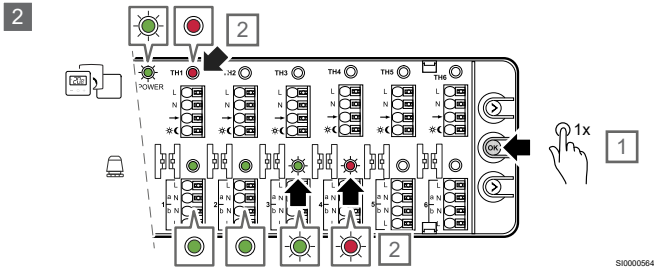 2
2
POWER
TH1
TH2
TH3
TH4
TH5
TH6
L L L L L L
N N N N N N
OK
1x
1
L L L L L L
1 a N 2 a N 3 a N 4 a N 5 a N 6 a N
b N b N b N b N b N b N
2
SI0000564